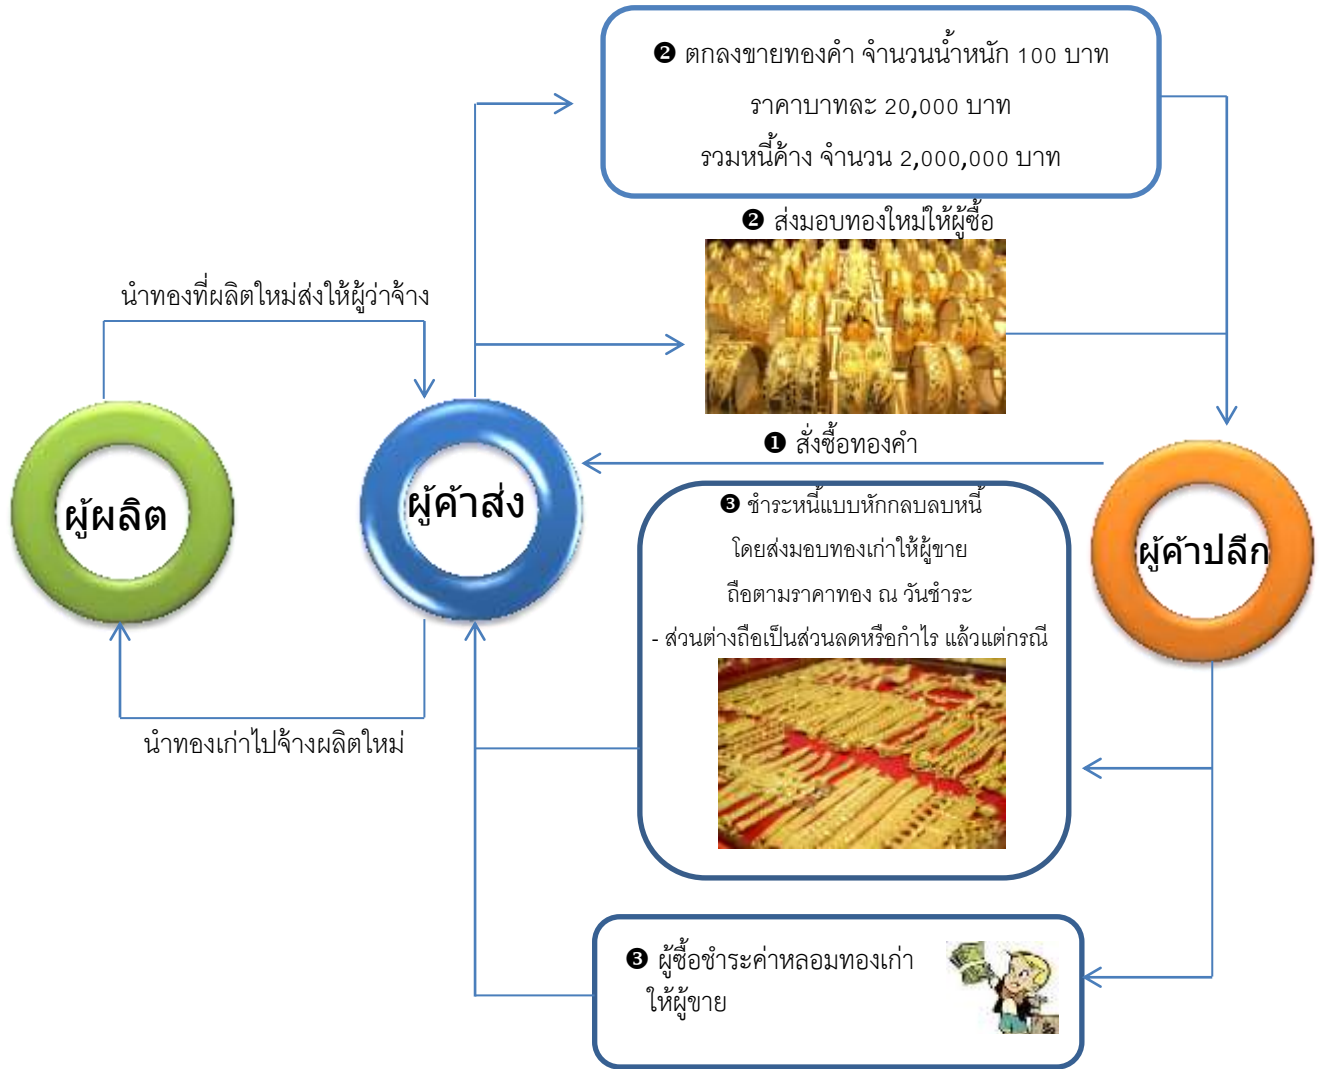 ❷ ตกลงขายทองคำ จำนวนน้ำหนัก 100 บาท
ราคาบาทละ 20,000 บาท
รวมหนี้ค้าง จำนวน 2,000,000 บาท
❷ ส่งมอบทองใหม่ให้ผู้ซื้อ
นำทองที่ผลิตใหม่ส่งให้ผู้ว่าจ้าง
❶ สั่งซื้อทองคำ
ผู้ผลิต
ผู้ค้าส่ง
ผู้ค้าปลีก
❸ ชำระหนี้แบบหักกลบลบหนี้
โดยส่งมอบทองเก่าให้ผู้ขาย
ถือตามราคาทอง ณ วันชำระ
- ส่วนต่างถือเป็นส่วนลดหรือกำไร แล้วแต่กรณี
นำทองเก่าไปจ้างผลิตใหม่
❸ ผู้ซื้อชำระค่าหลอมทองเก่า
ให้ผู้ขาย